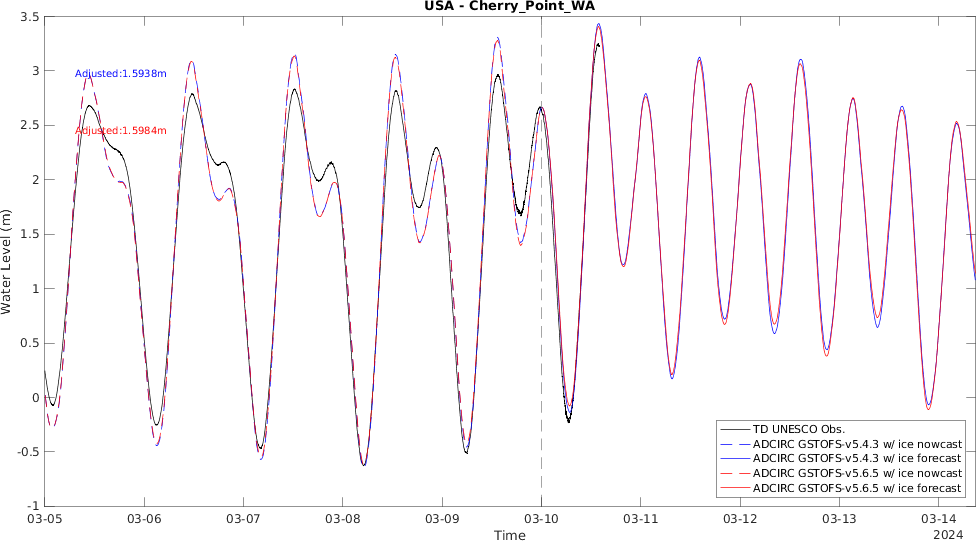 USA - Cherry_Point_WA
3.5
3
2.5
2
1.5
1
0.5
0
-0.5
-1
Water Level (m)
Adjusted:1.5938m
Adjusted:1.5984m
TD UNESCO Obs.
ADCIRC GSTOFS-v5.4.3 w/ ice nowcast
ADCIRC GSTOFS-v5.4.3 w/ ice forecast
ADCIRC GSTOFS-v5.6.5 w/ ice nowcast
ADCIRC GSTOFS-v5.6.5 w/ ice forecast
03-05 03-06 03-07 03-08 03-09 03-10 03-11 03-12 03-13 03-14
Time
2024